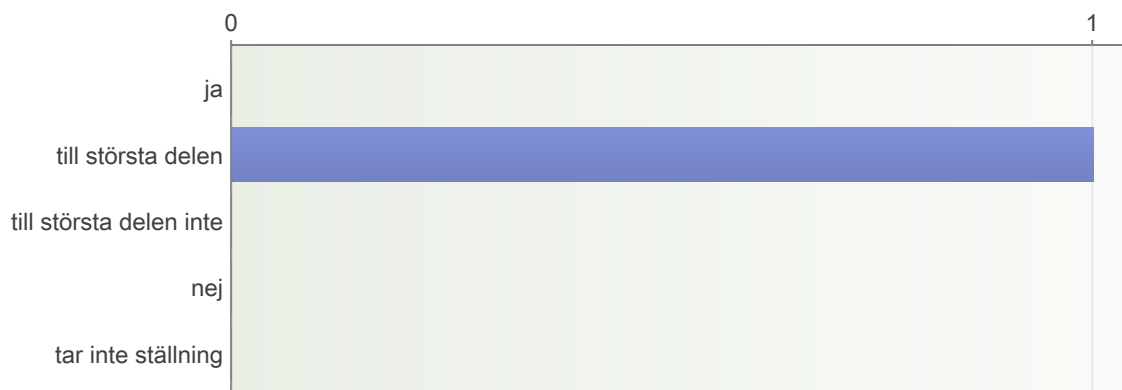 0 1
ja
till största delen
till största delen inte
nej
tar inte ställning